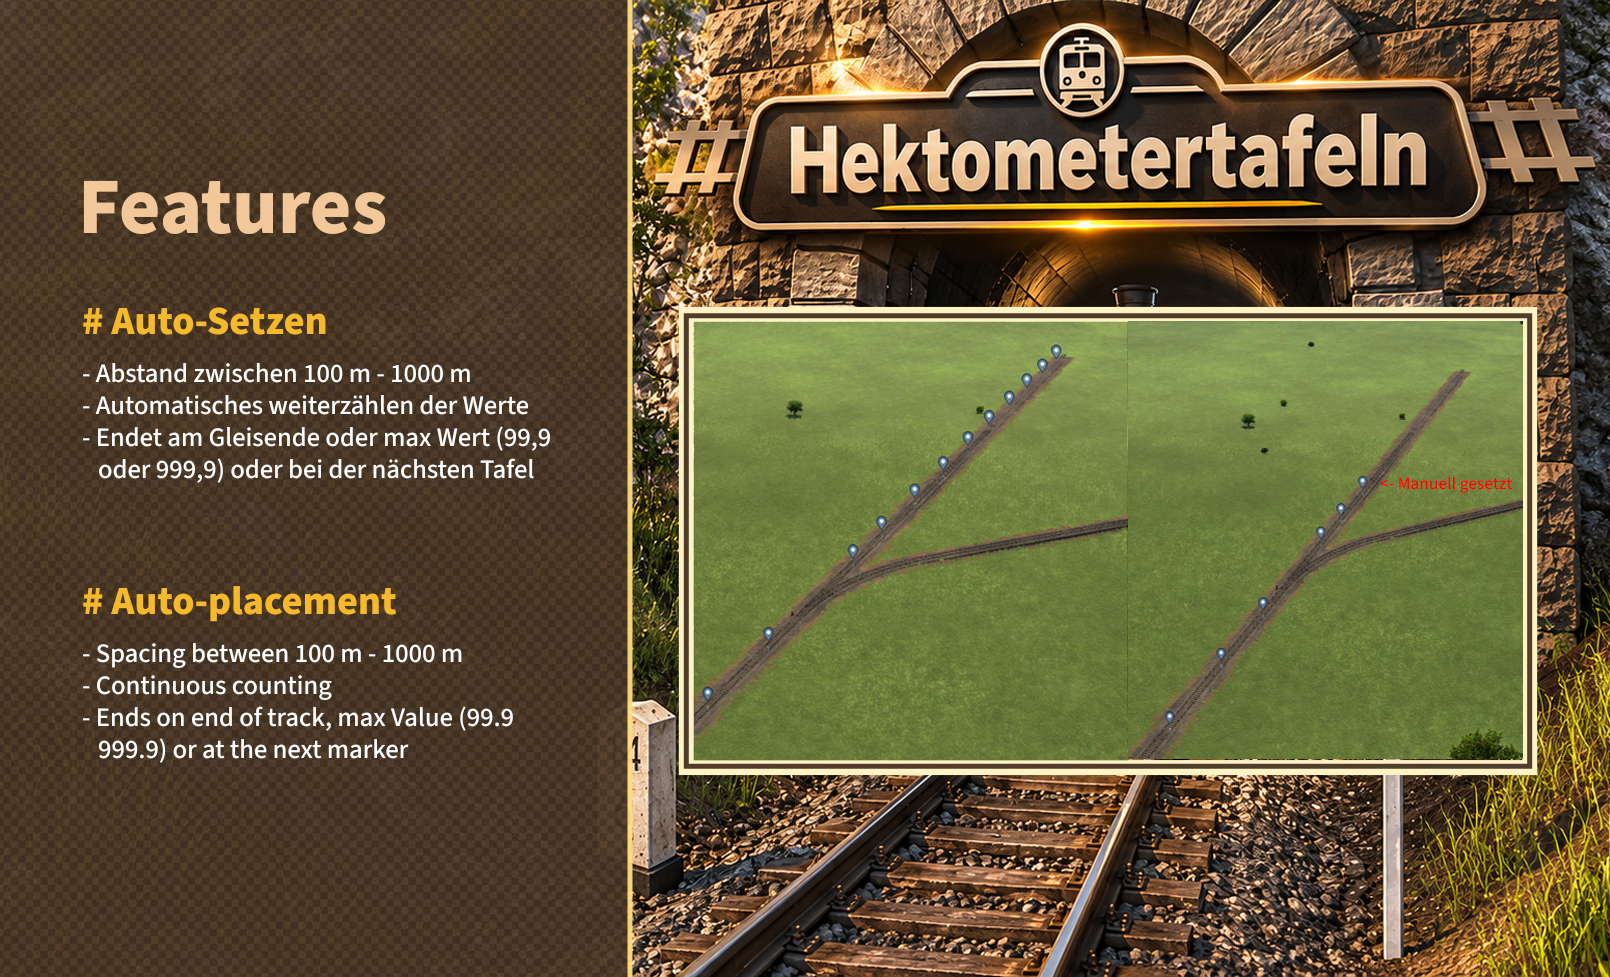 Features
# Auto-Setzen
- Abstand zwischen 100 m - 1000 m
- Automatisches weiterzählen der Werte
- Endet am Gleisende oder max Wert (99,9
oder 999,9) oder bei der nächsten Tafel
# Auto-placement
- Spacing between 100 m - 1000 m
- Continuous counting
- Ends on end of track, max Value (99.9
999.9) or at the next marker
Hektometertafeln
<- Manuell gesetzt
4